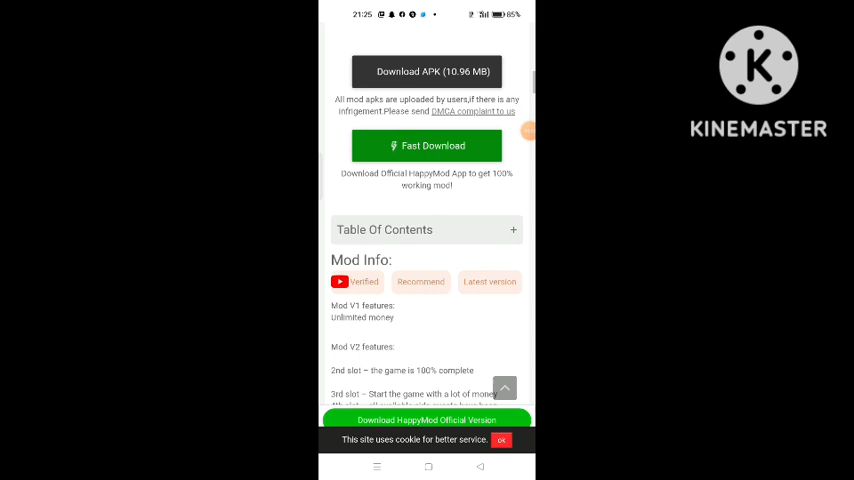 21:25
85%
Download APK (10.96 MB)
All mod apks are uploaded by users,if there is any
infrigement.Please send DMCA complaint to us
Fast Download
Download Official HappyMod App to get 100%
working mod!
Table Of Contents +
Mod Info:
Verified Recommend Latest version
Mod V1 features:
Unlimited money
Mod V2 features:
2nd slot – the game is 100% complete
3rd slot – Start the game with a lot of money
Download HappyMod Official Version
This site uses cookie for better service. ok
K
KINEMASTER